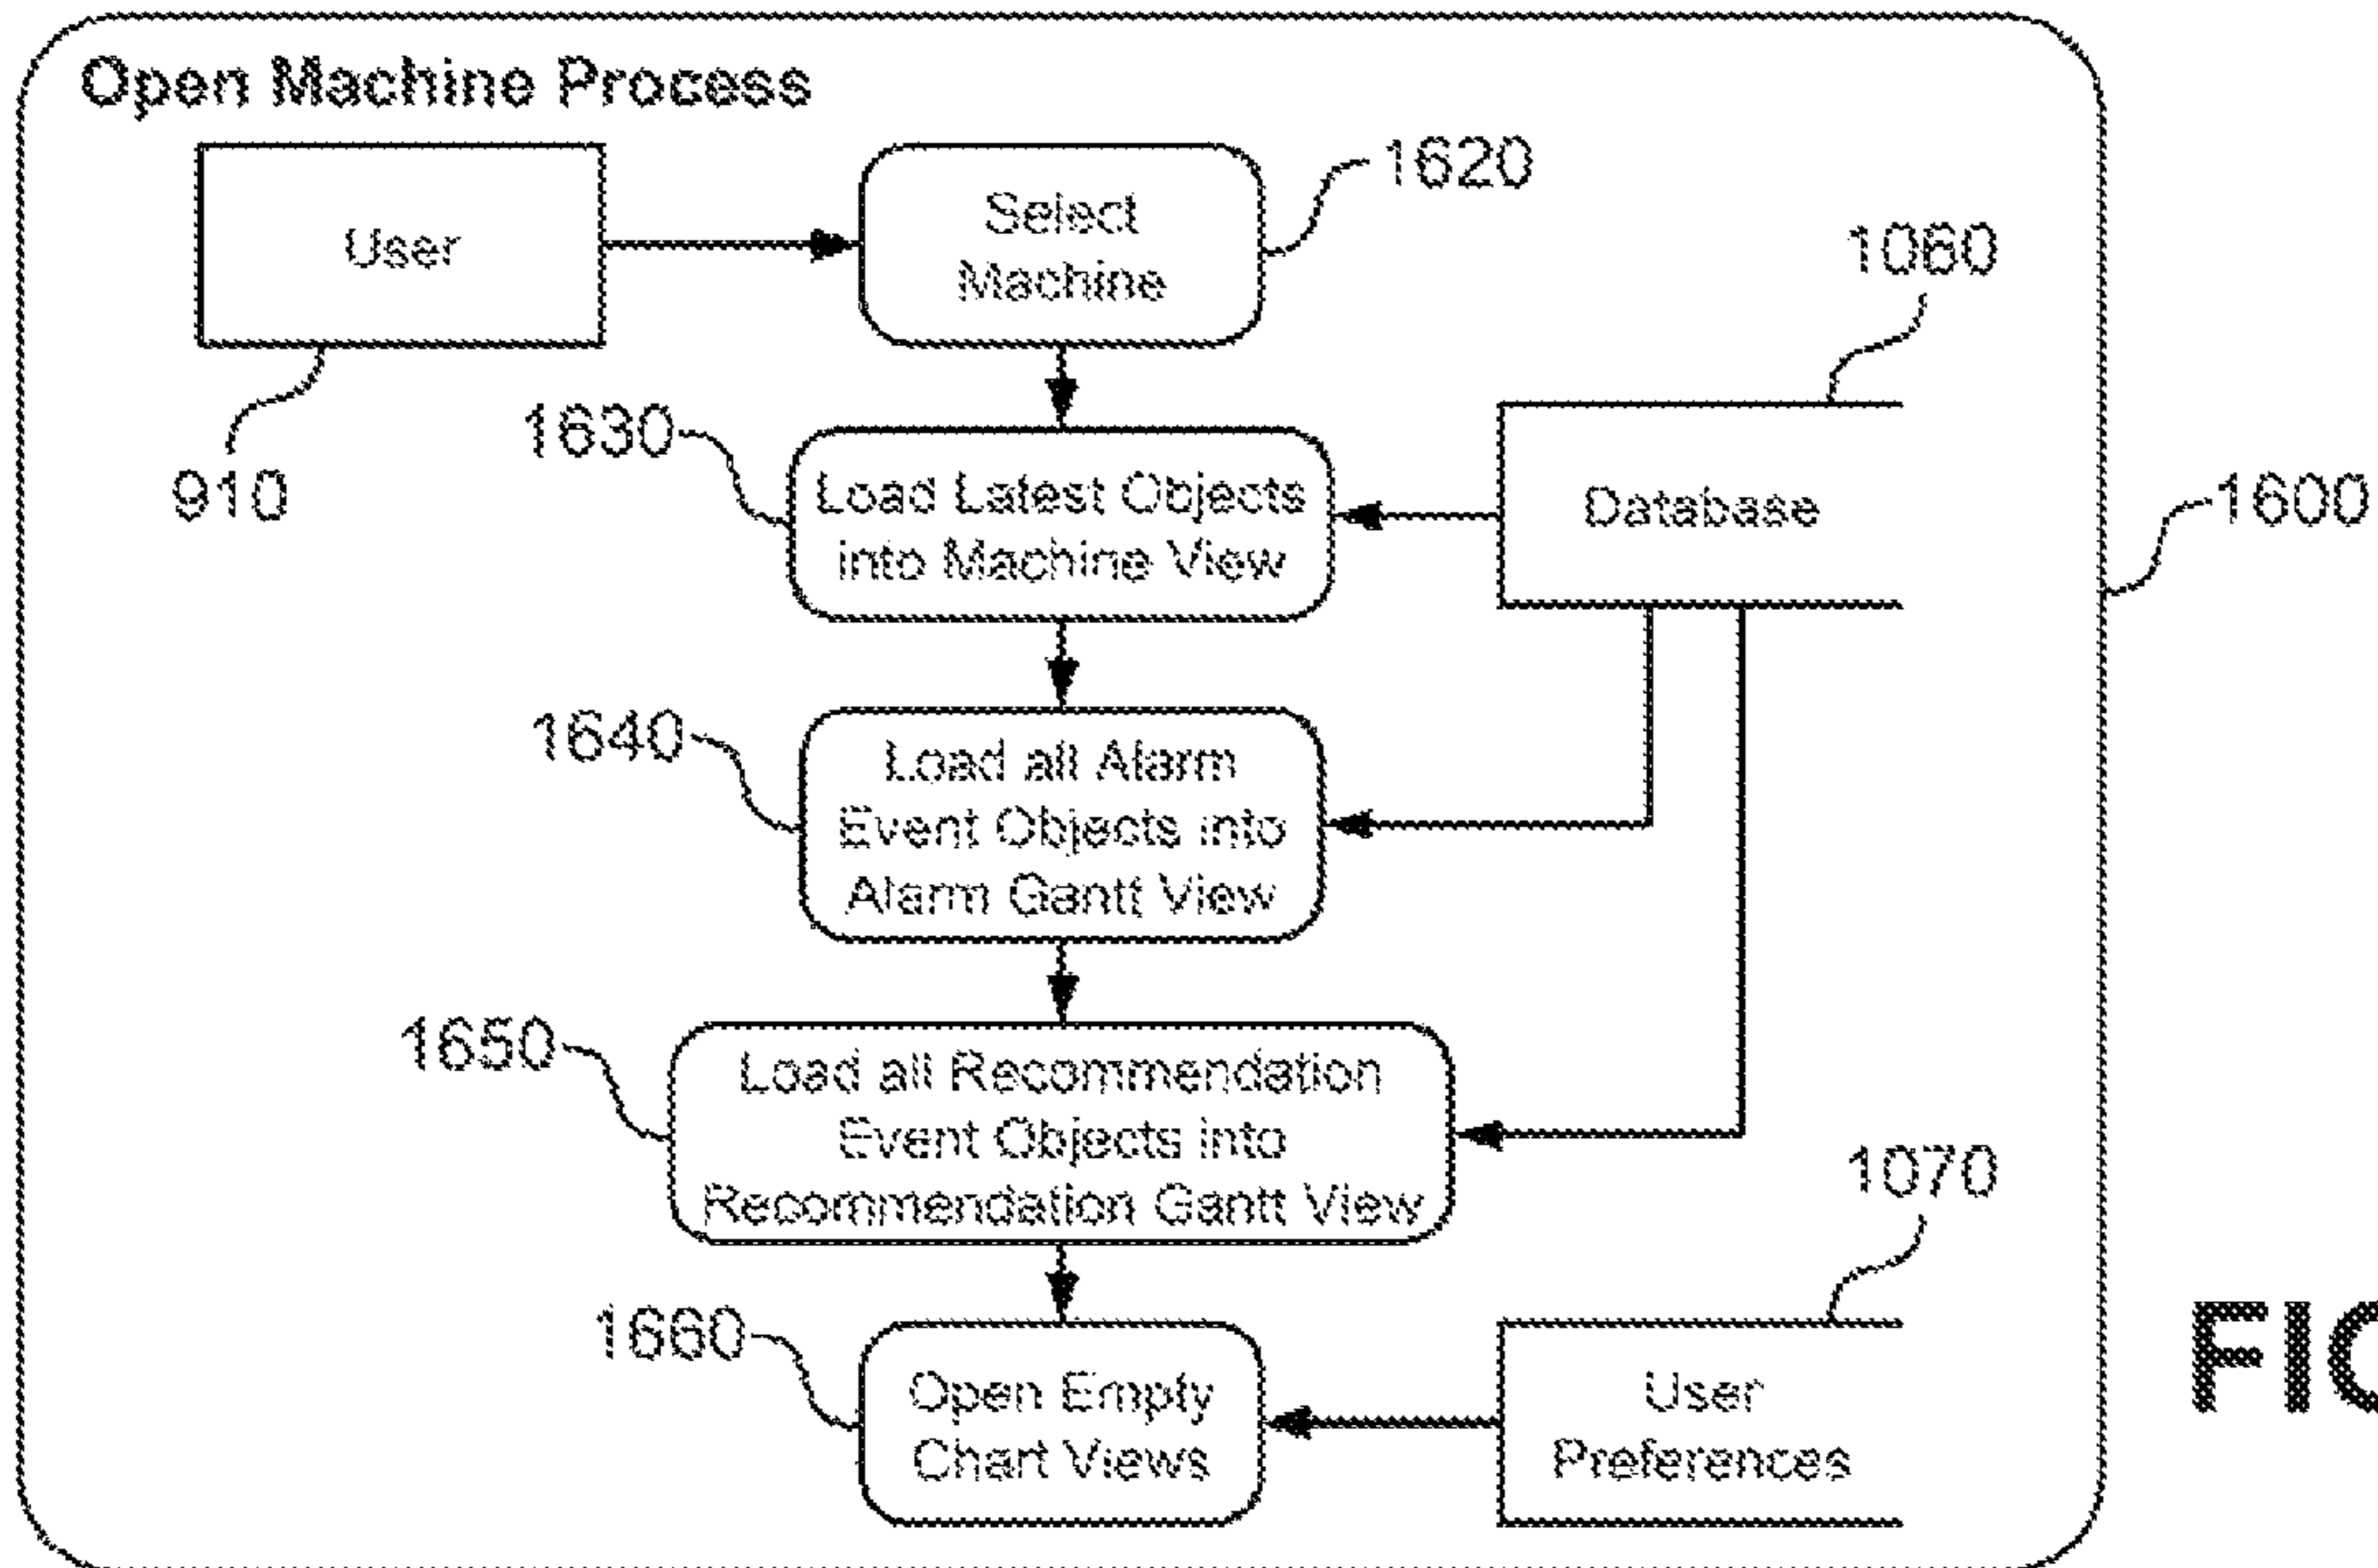 Open Machine Process
User
Select
Machine
1620
1060
910
1630
Load Latest Objects
into Machine View
Database
1600
1640
Load all Alarm
Event Objects into
Alarm Gantt View
1650
Load all Recommendation
Event Objects into
Recommendation Gantt View
1070
1660
Open Empty
Chart Views
User
Preferences